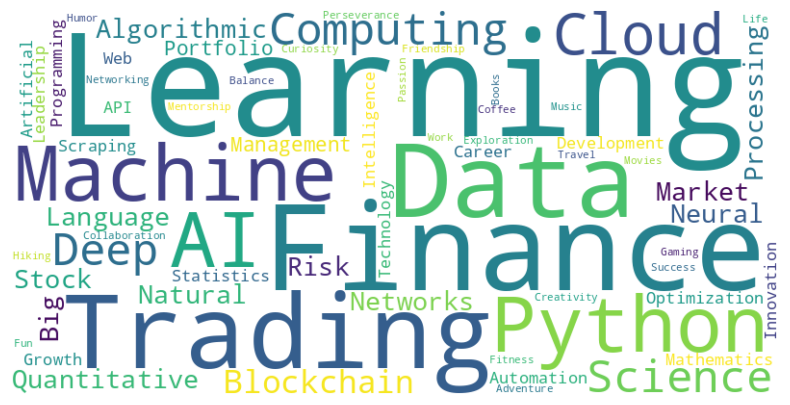 Humor
Perseverance
Life
Algorithmic
Computing
Cloud
Learning
Portfolio
Curiosity
Friendship
Programming
Artificial
Leadership
Web
Networking
Balance
Passion
Books
Processing
API
Mentorship
Coffee
Music
Intelligence
Scraping
Management
Work
Exploration
Development
Career
Travel
Movies
Machine
Data
Market
Language
Neural
AI
Finance
Technology
Collaboration
Deep
Hiking
Risk
Gaming
Success
Statistics
Stock
Natural
Networks
Creativity
Optimization
Innovation
Big
Trading
Python
Fun
Growth
Fitness
Mathematics
Quantitative
Blockchain
Automation
Adventure
Science